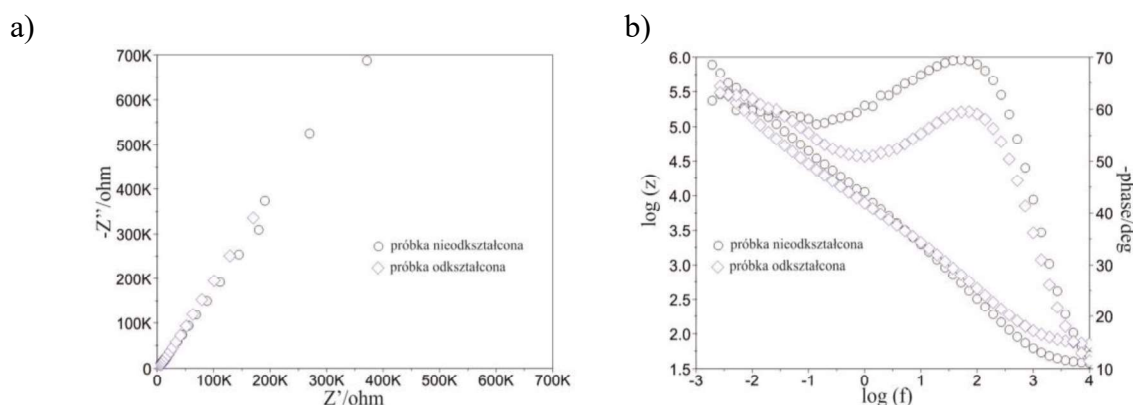 a)
700K
600K
500K
400K
300K
200K
100K
0
-Z''/ohm
próbka nieodkształcona
próbka odkształcona
0 100K 200K 300K 400K 500K 600K 700K
Z'/ohm
b)
6.0
5.5
5.0
4.5
4.0
3.5
3.0
2.5
2.0
1.5
log (z)
próbka nieodkształcona
próbka odkształcona
70
60
50
40
30
20
10
-phase/deg
-3 -2 -1 0 1 2 3 4
log (f)